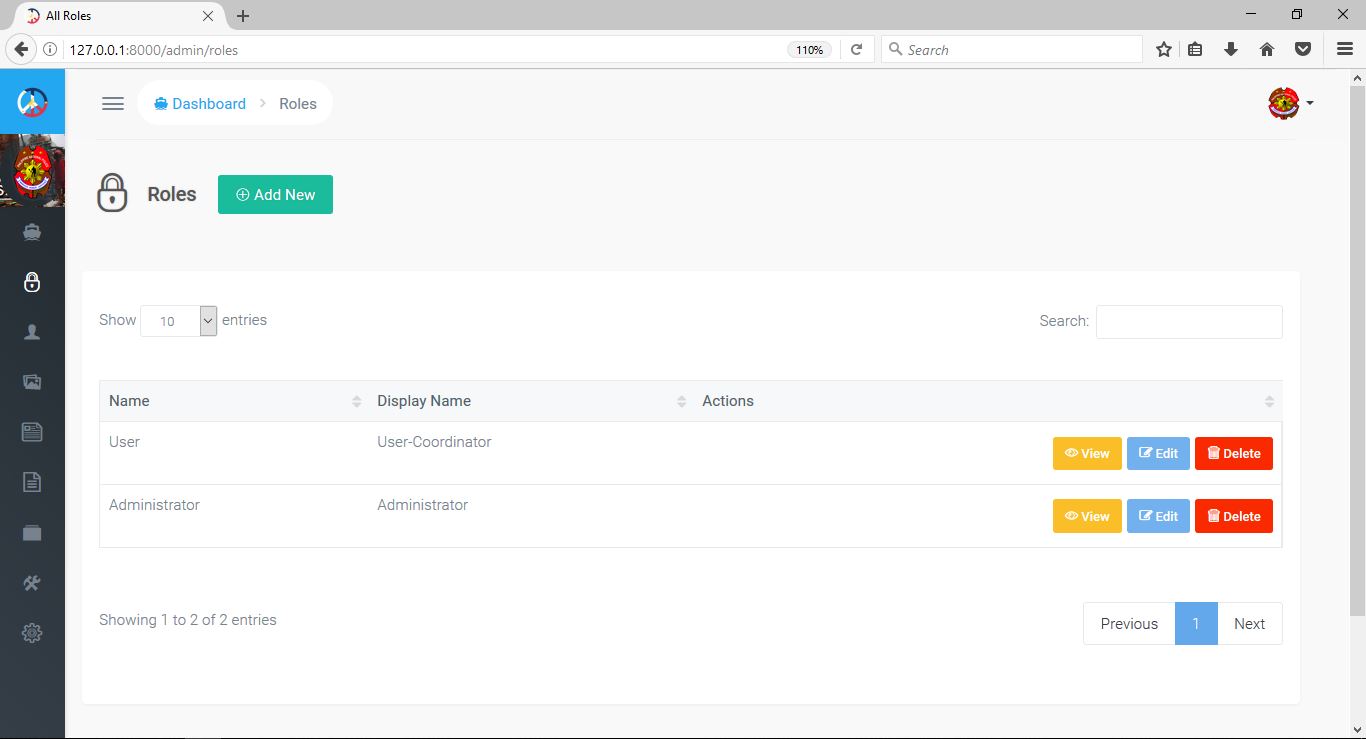 All Roles
127.0.0.1:8000/admin/roles
110%
Search
Dashboard
Roles
Roles
Add New
Show 10 entries
Search:
Name
Display Name
Actions
User
User-Coordinator
View
Edit
Delete
Administrator
Administrator
View
Edit
Delete
Showing 1 to 2 of 2 entries
Previous
1
Next